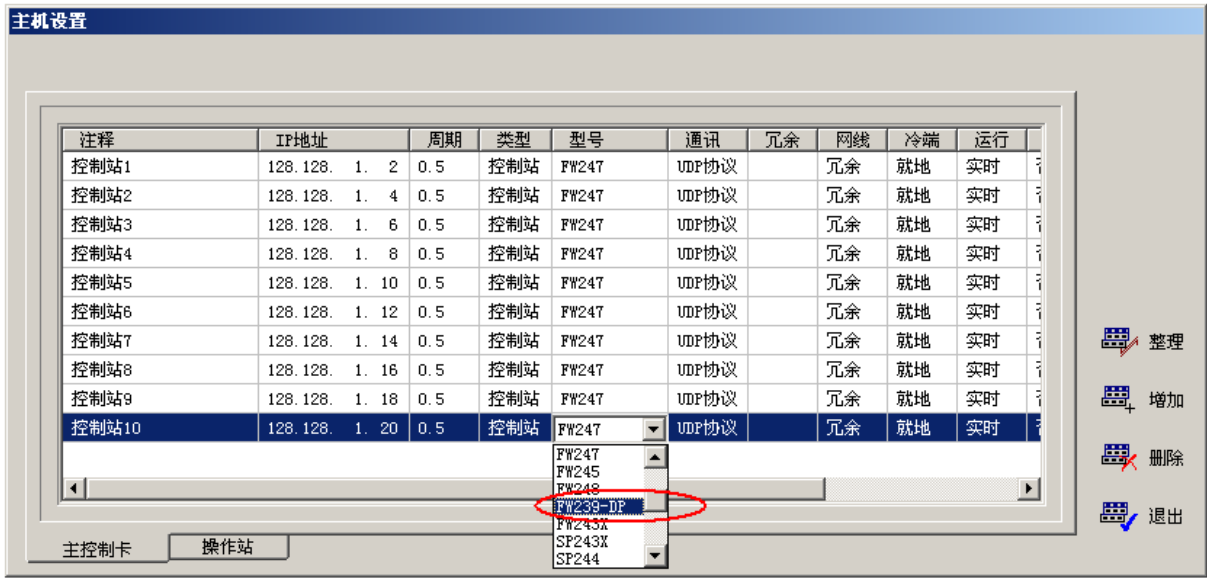 主机设置
注释 IP地址 周期 类型 型号 通讯 冗余 网线 冷端 运行
控制站1 128.128. 1. 2 0.5 控制站 FW247 UDP协议 冗余 就地 实时
控制站2 128.128. 1. 4 0.5 控制站 FW247 UDP协议 冗余 就地 实时
控制站3 128.128. 1. 6 0.5 控制站 FW247 UDP协议 冗余 就地 实时
控制站4 128.128. 1. 8 0.5 控制站 FW247 UDP协议 冗余 就地 实时
控制站5 128.128. 1. 10 0.5 控制站 FW247 UDP协议 冗余 就地 实时
控制站6 128.128. 1. 12 0.5 控制站 FW247 UDP协议 冗余 就地 实时
控制站7 128.128. 1. 14 0.5 控制站 FW247 UDP协议 冗余 就地 实时
控制站8 128.128. 1. 16 0.5 控制站 FW247 UDP协议 冗余 就地 实时
控制站9 128.128. 1. 18 0.5 控制站 FW247 UDP协议 冗余 就地 实时
控制站10 128.128. 1. 20 0.5 控制站 FW247 UDP协议 冗余 就地 实时
FW247
FW245
FW248
FW239-DP
FW243X
SP243X
SP244
整理
增加
删除
退出
主控制卡 操作站